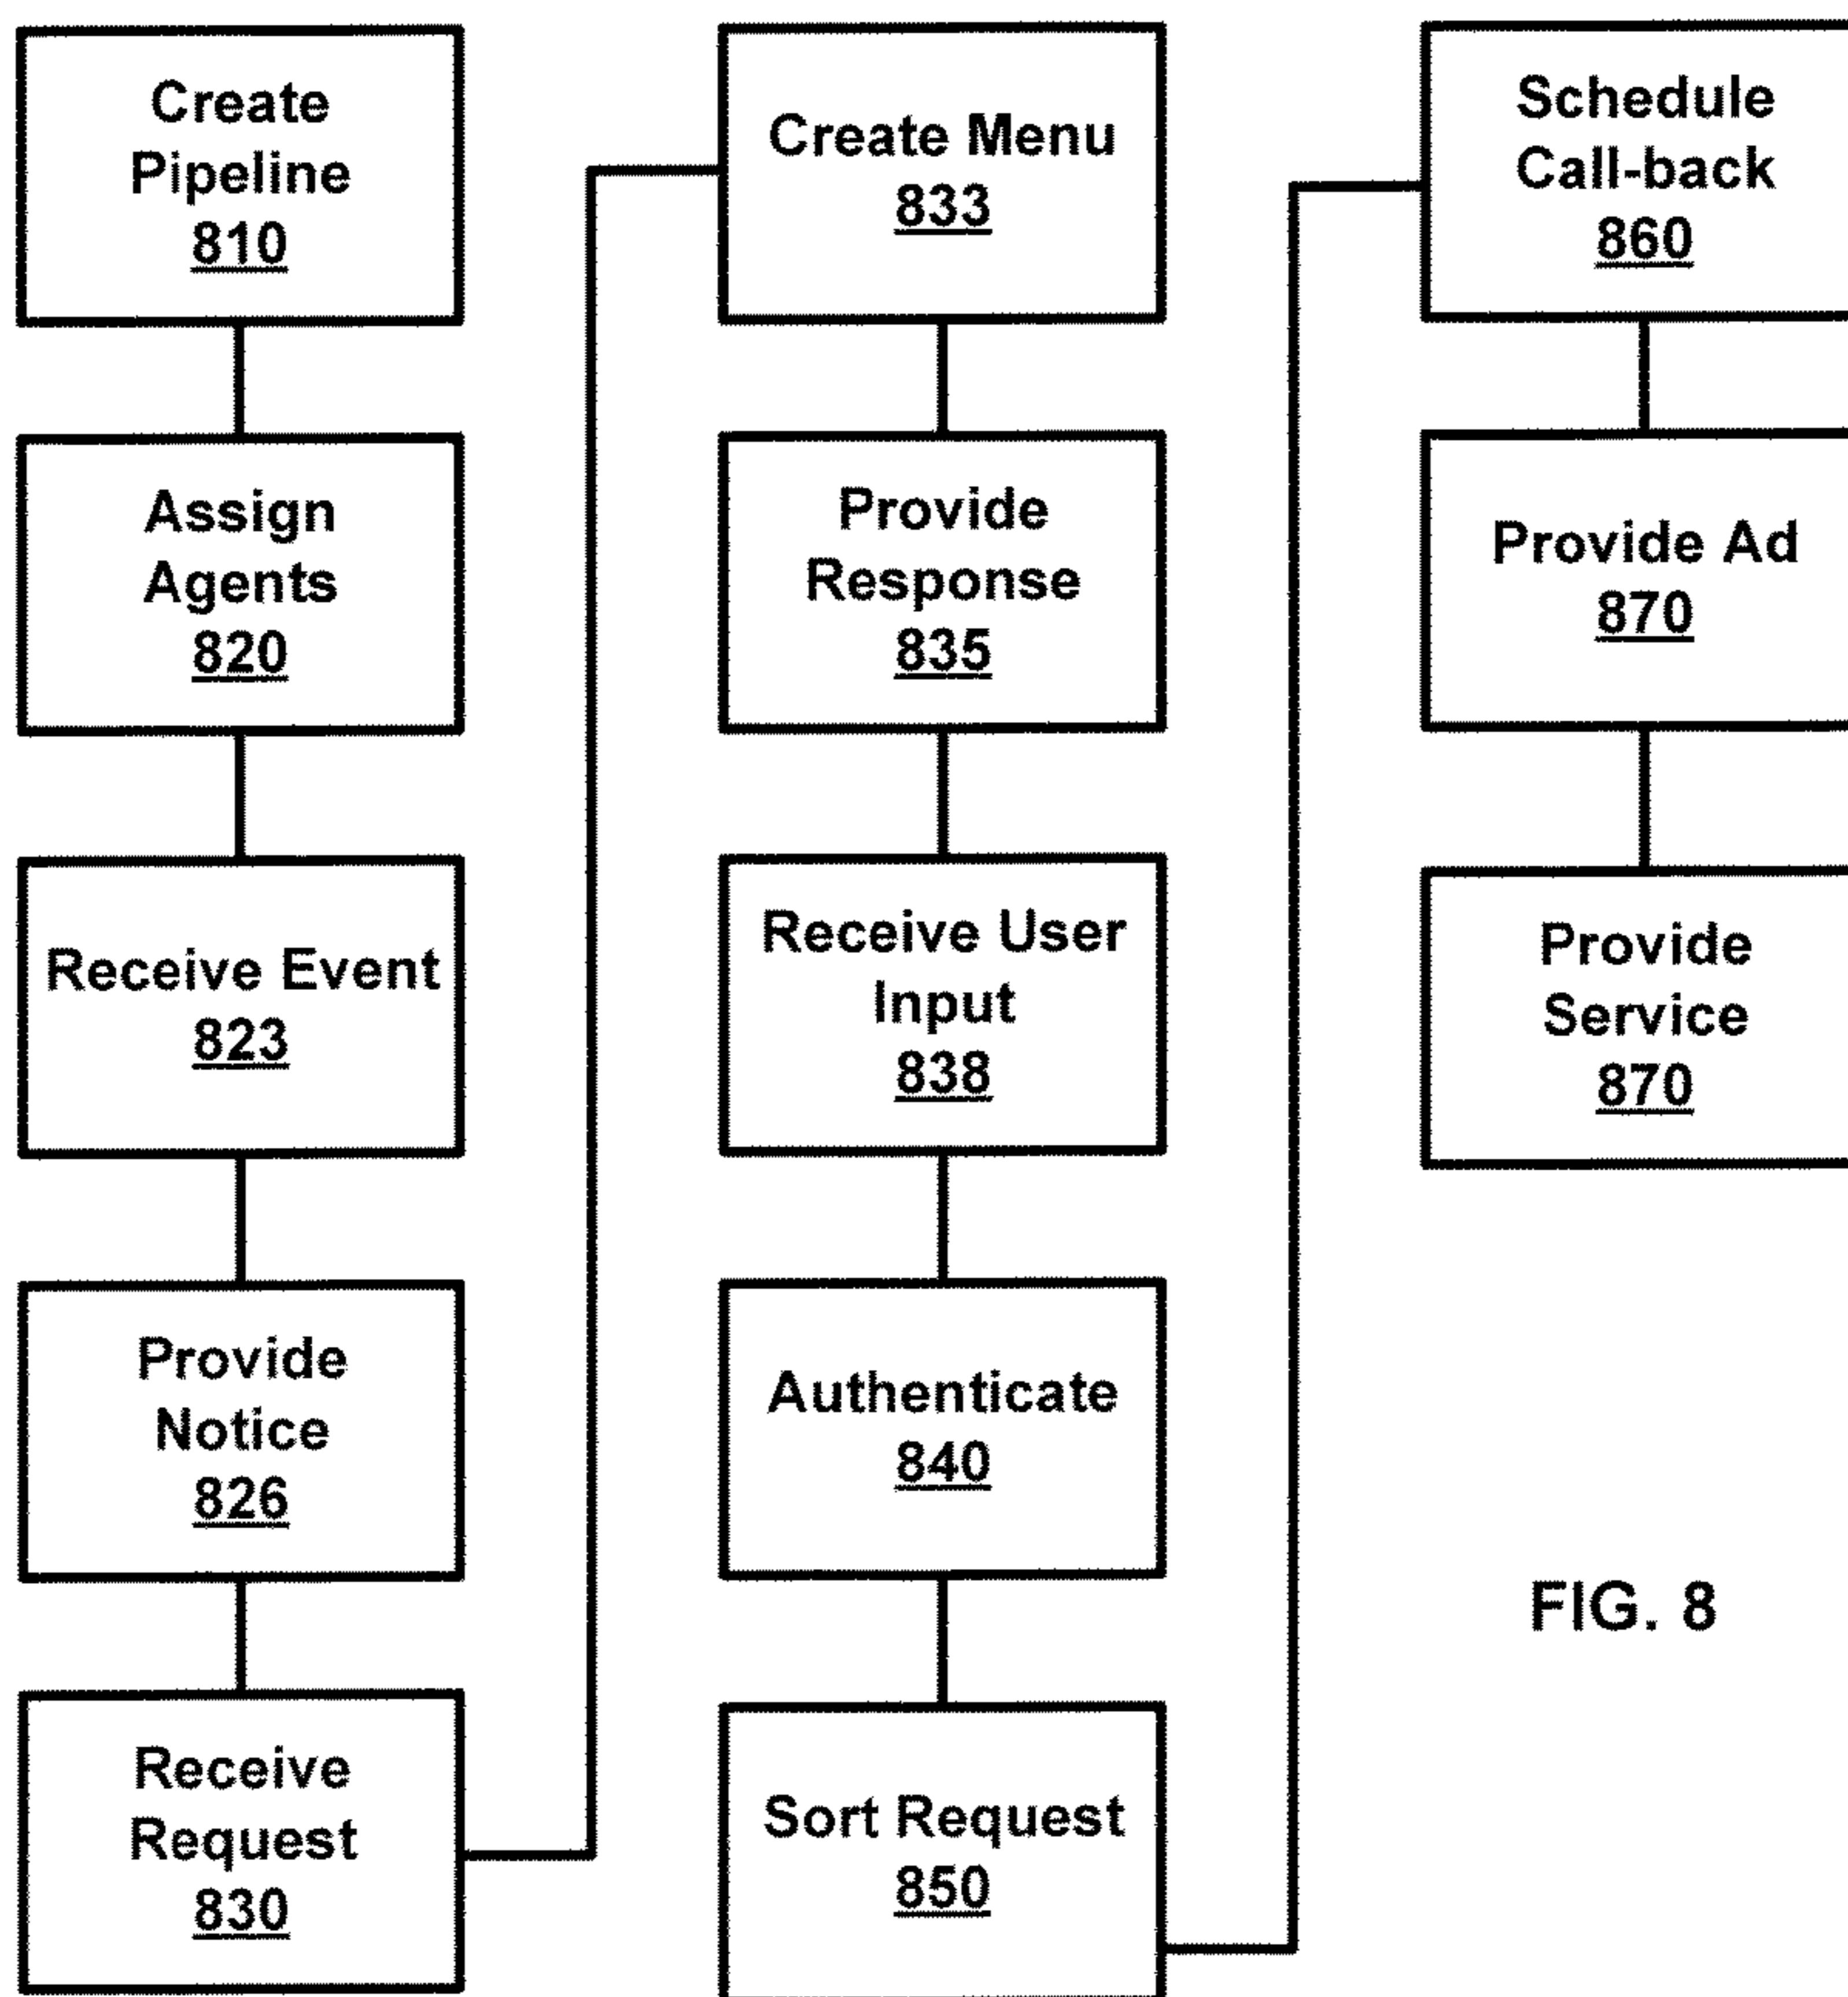 Create
Pipeline
810
Assign
Agents
820
Receive Event
823
Provide
Notice
826
Receive
Request
830
Create Menu
833
Provide
Response
835
Receive User
Input
838
Authenticate
840
Sort Request
850
Schedule
Call-back
860
Provide Ad
870
Provide
Service
870
FIG. 8